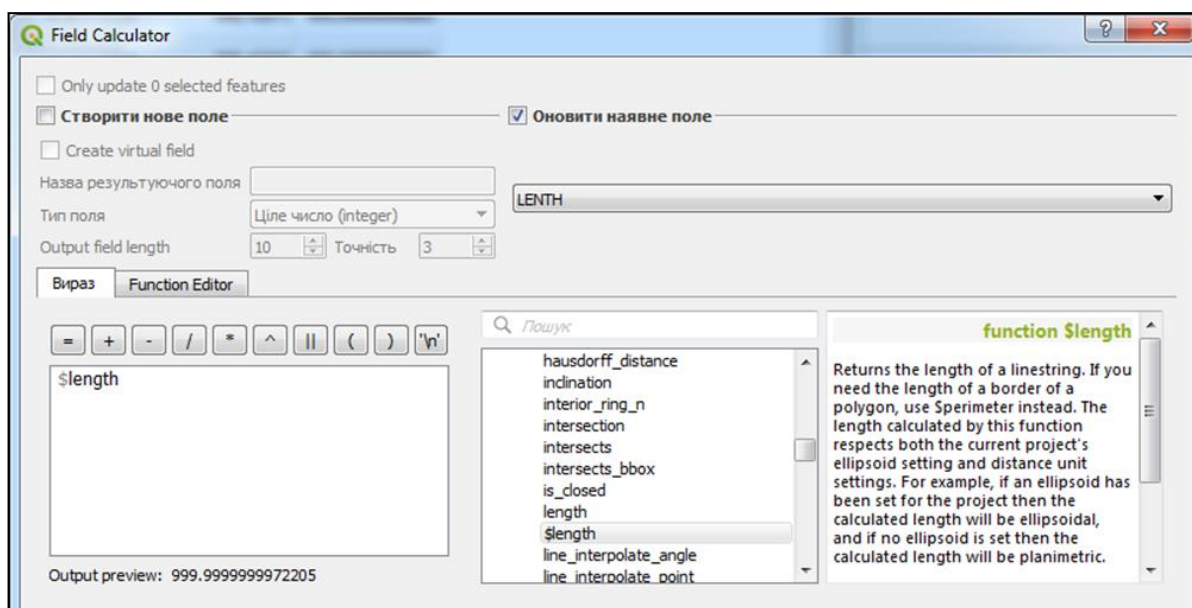 Field Calculator
Only update 0 selected features
Створити нове поле
Оновити наявне поле
Create virtual field
Назва результуючого поля
LENTH
Тип поля
Ціле число (integer)
Output field length
10
Точність
3
Вираз
Function Editor
= + - / * ^ || ( ) '\n'
$length
Output preview: 999.9999999972205
Пошук
hausdorff_distance
inclination
interior_ring_n
intersection
intersects
intersects_bbox
is_closed
length
$length
line_interpolate_angle
line_interpolate_point
function $length
Returns the length of a linestring. If you
need the length of a border of a
polygon, use $perimeter instead. The
length calculated by this function
respects both the current project's
ellipsoid setting and distance unit
settings. For example, if an ellipsoid has
been set for the project then the
calculated length will be ellipsoidal,
and if no ellipsoid is set then the
calculated length will be planimetric.